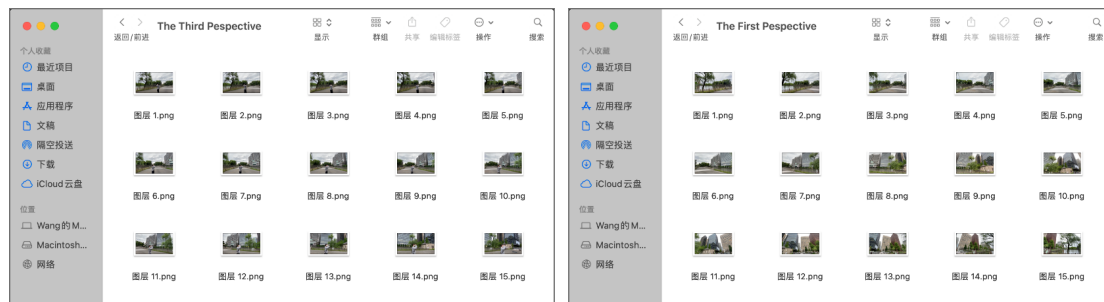 The Third Pespective
返回/前进
显示
群组
共享
编辑标签
操作
搜索
个人收藏
最近项目
桌面
应用程序
文稿
隔空投送
下载
iCloud云盘
位置
Wang的M...
Macintosh...
网络
图层 1.png
图层 2.png
图层 3.png
图层 4.png
图层 5.png
图层 6.png
图层 7.png
图层 8.png
图层 9.png
图层 10.png
图层 11.png
图层 12.png
图层 13.png
图层 14.png
图层 15.png
The First Pespective
返回/前进
显示
群组
共享
编辑标签
操作
搜索
个人收藏
最近项目
桌面
应用程序
文稿
隔空投送
下载
iCloud云盘
位置
Wang的M...
Macintosh...
网络
图层 1.png
图层 2.png
图层 3.png
图层 4.png
图层 5.png
图层 6.png
图层 7.png
图层 8.png
图层 9.png
图层 10.png
图层 11.png
图层 12.png
图层 13.png
图层 14.png
图层 15.png